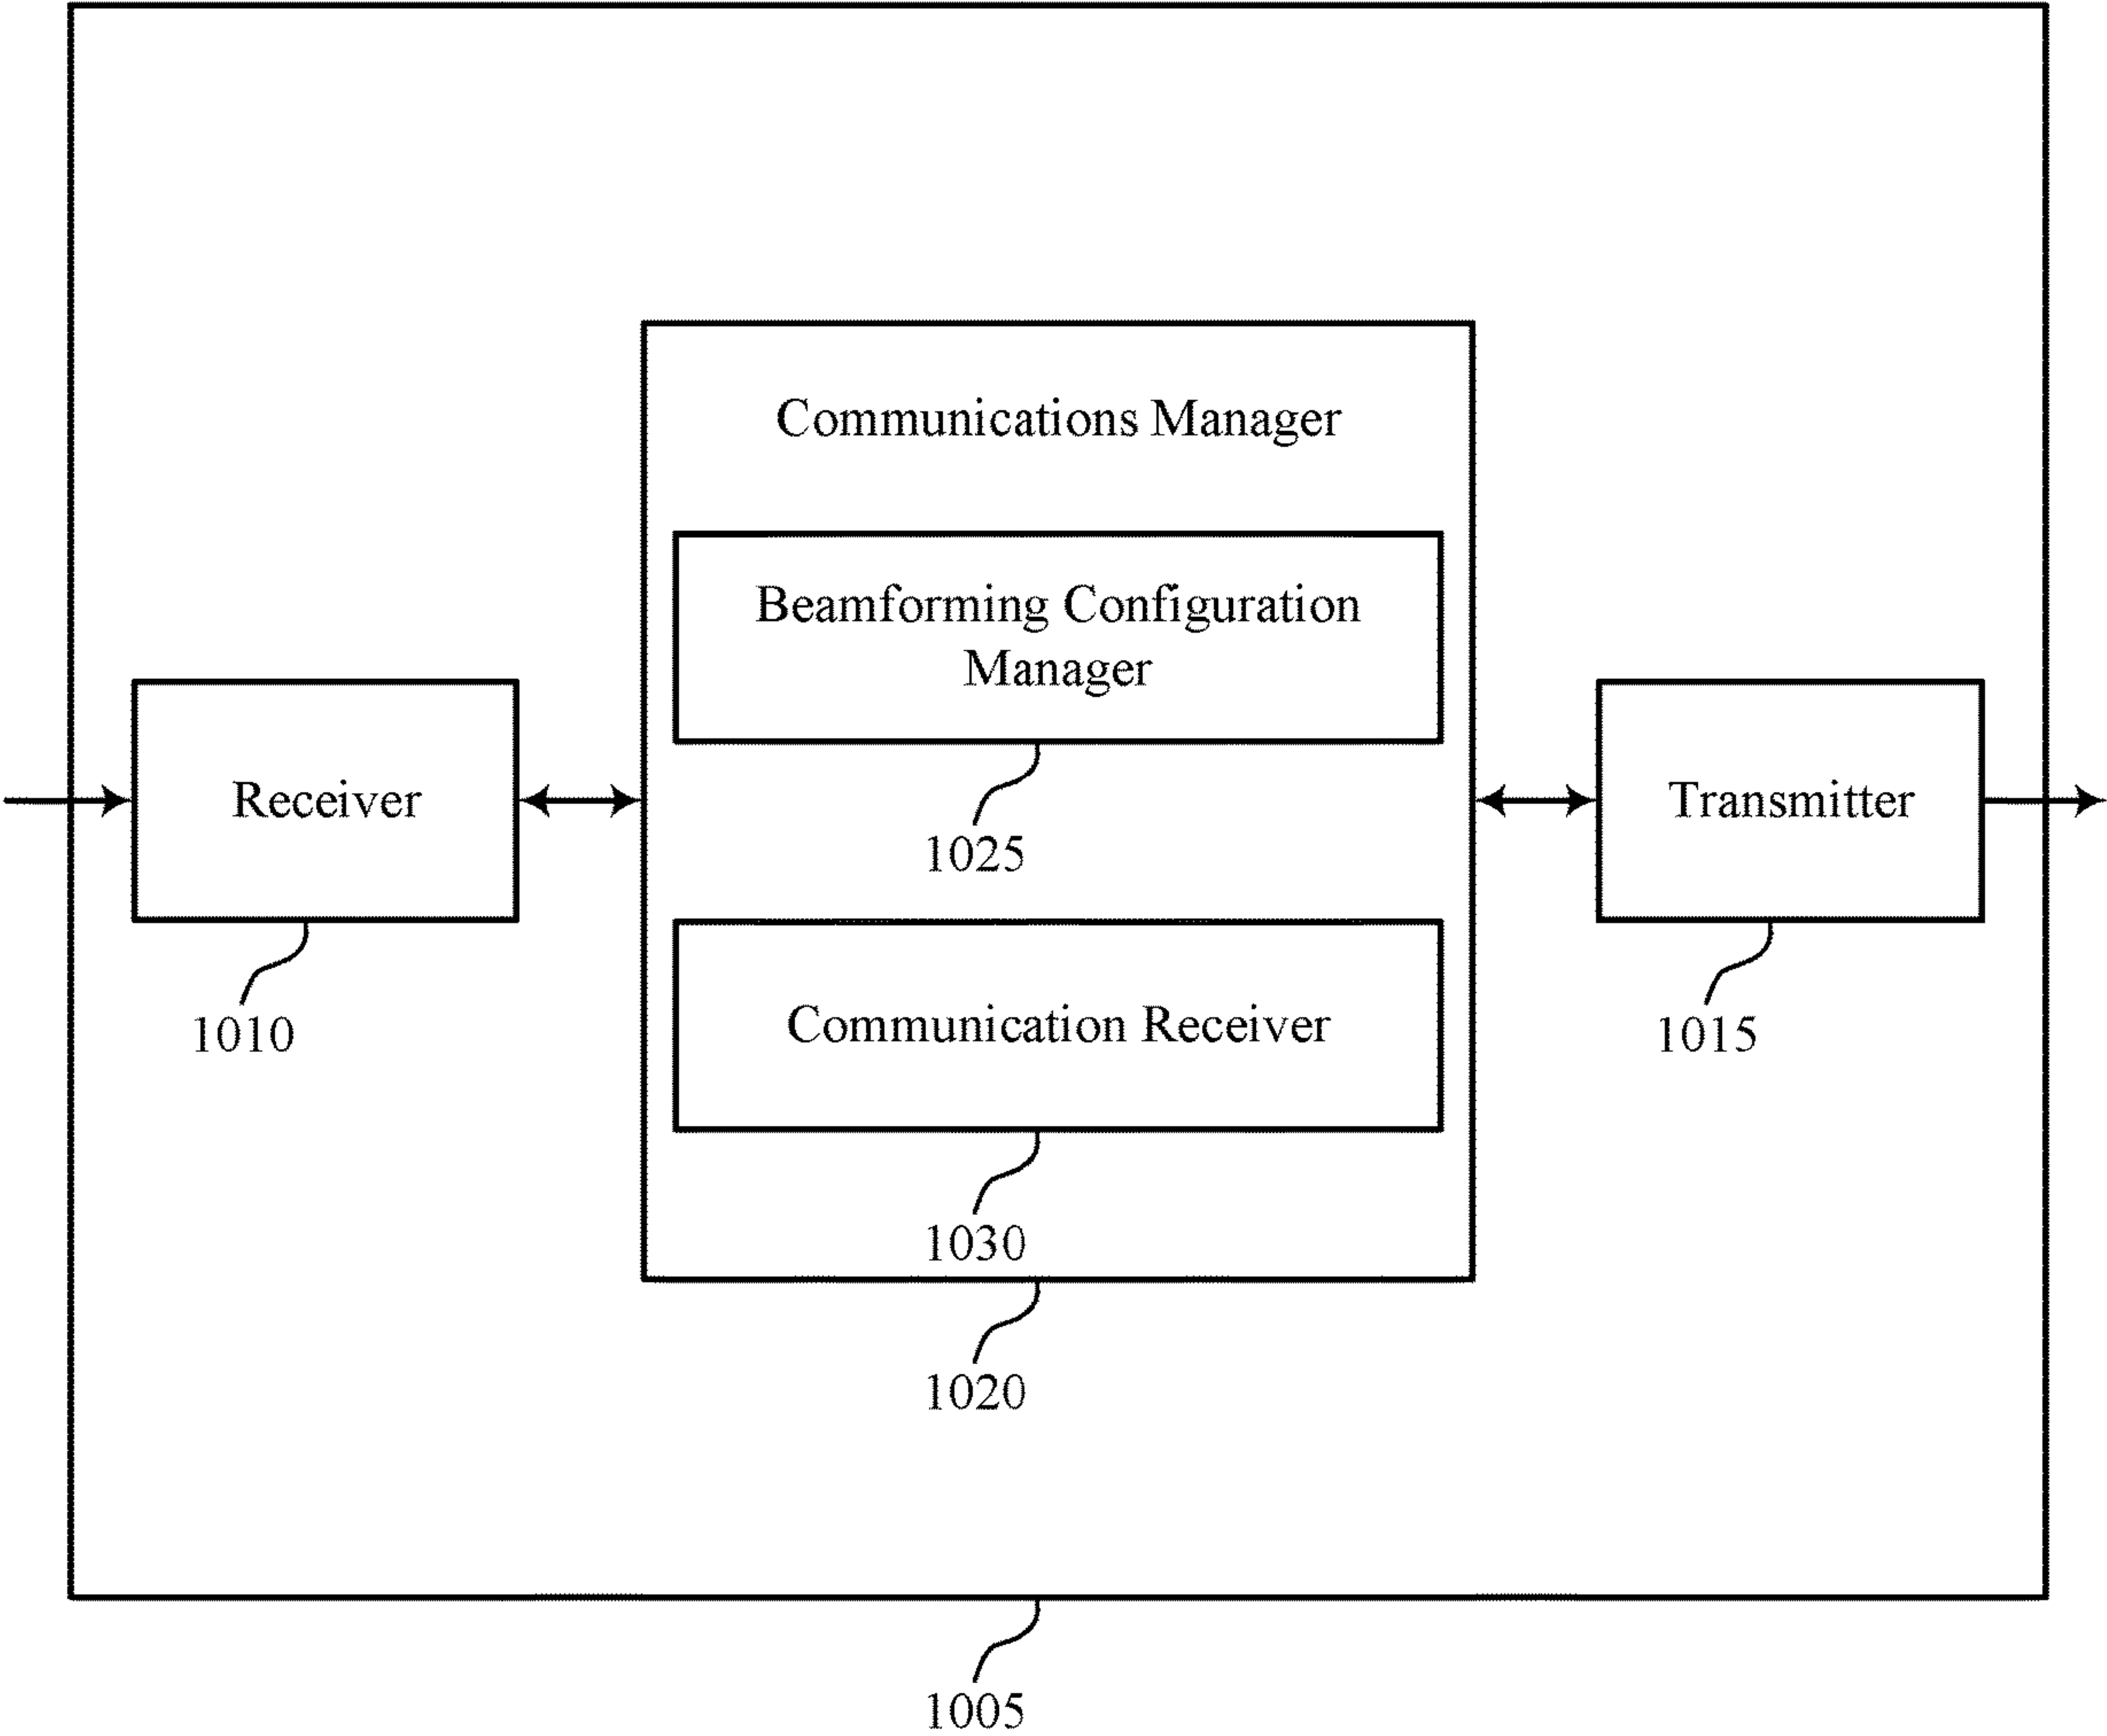 Communications Manager
Beamforming Configuration
Manager
1025
Receiver
1010
Transmitter
1015
Communication Receiver
1030
1020
1005